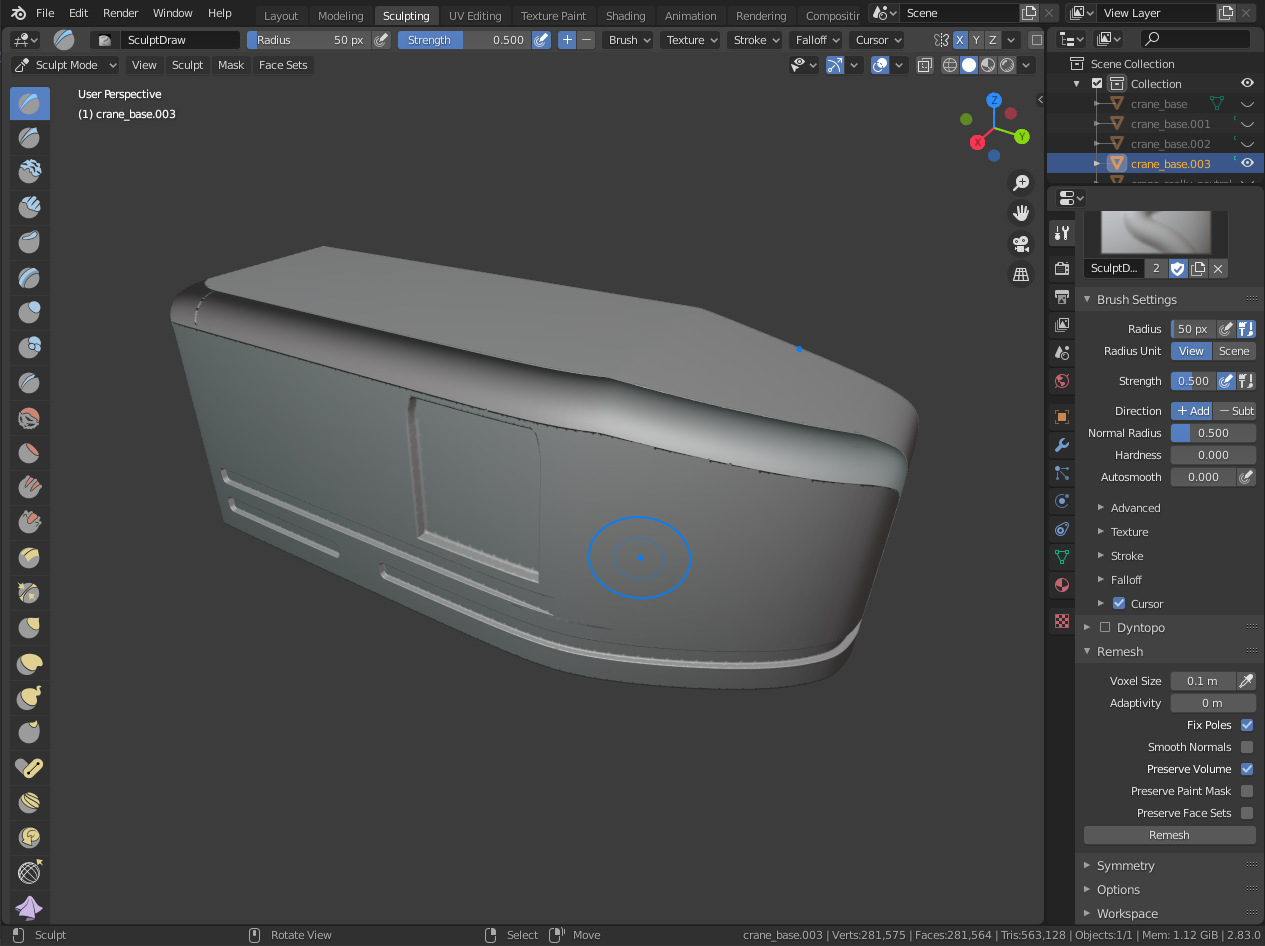 File Edit Render Window Help Layout Modeling Sculpting UV Editing Texture Paint Shading Animation Rendering Scene View Layer
SculptDraw Radius 50 px Strength 0.500 Brush Texture Stroke Falloff Cursor X Y Z
Sculpt Mode View Sculpt Mask Face Sets
User Perspective
(1) crane_base.003
Z
Y
X
Scene Collection
Collection
crane_base
crane_base.001
crane_base.002
crane_base.003
SculptD... 2
Brush Settings
Radius 50 px
Radius Unit View Scene
Strength 0.500
Direction + Add − Subt
Normal Radius 0.500
Hardness 0.000
Autosmooth 0.000
Advanced
Texture
Stroke
Falloff
Cursor
Dyntopo
Remesh
Voxel Size 0.1 m
Adaptivity 0 m
Fix Poles
Smooth Normals
Preserve Volume
Preserve Paint Mask
Preserve Face Sets
Remesh
Symmetry
Options
Workspace
Sculpt Rotate View Select Move crane_base.003 | Verts:281,575 | Faces:281,564 | Tris:563,128 | Objects:1/1 | Mem: 1.12 GiB | 2.83.0